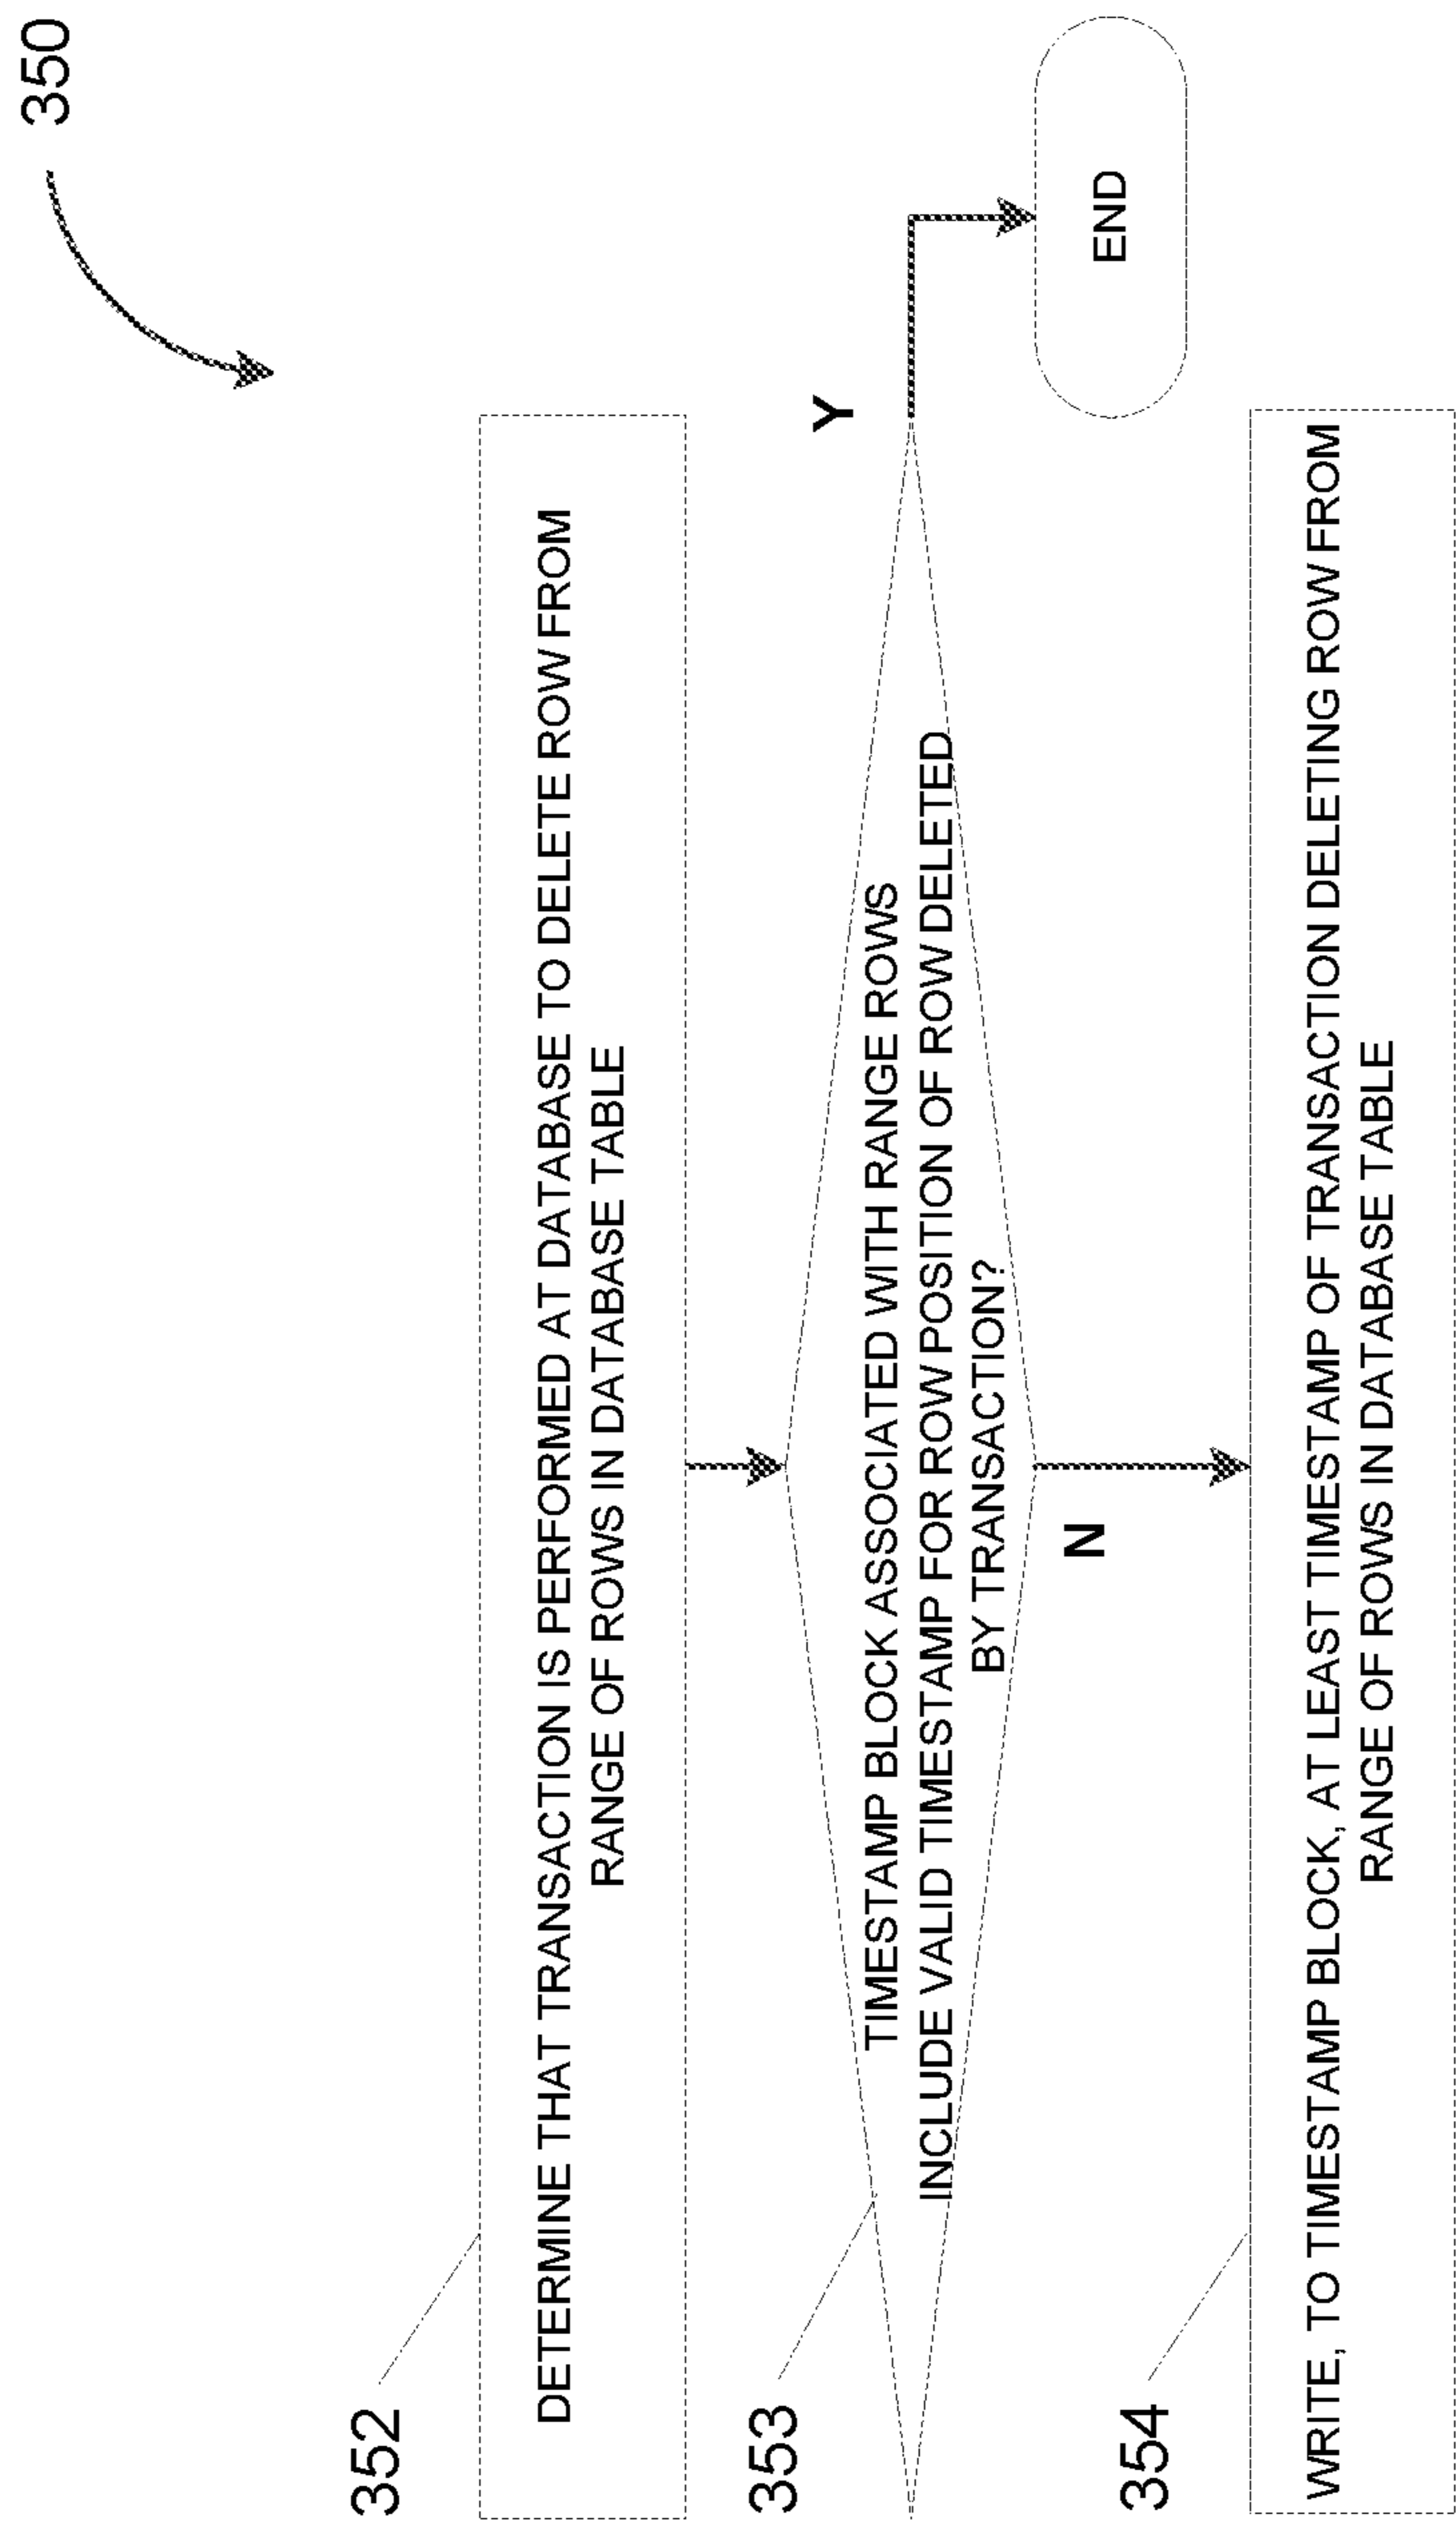 350
352
DETERMINE THAT TRANSACTION IS PERFORMED AT DATABASE TO DELETE ROW FROM
RANGE OF ROWS IN DATABASE TABLE
353
TIMESTAMP BLOCK ASSOCIATED WITH RANGE ROWS
INCLUDE VALID TIMESTAMP FOR ROW POSITION OF ROW DELETED
BY TRANSACTION?
Y
END
N
354
WRITE, TO TIMESTAMP BLOCK, AT LEAST TIMESTAMP OF TRANSACTION DELETING ROW FROM
RANGE OF ROWS IN DATABASE TABLE